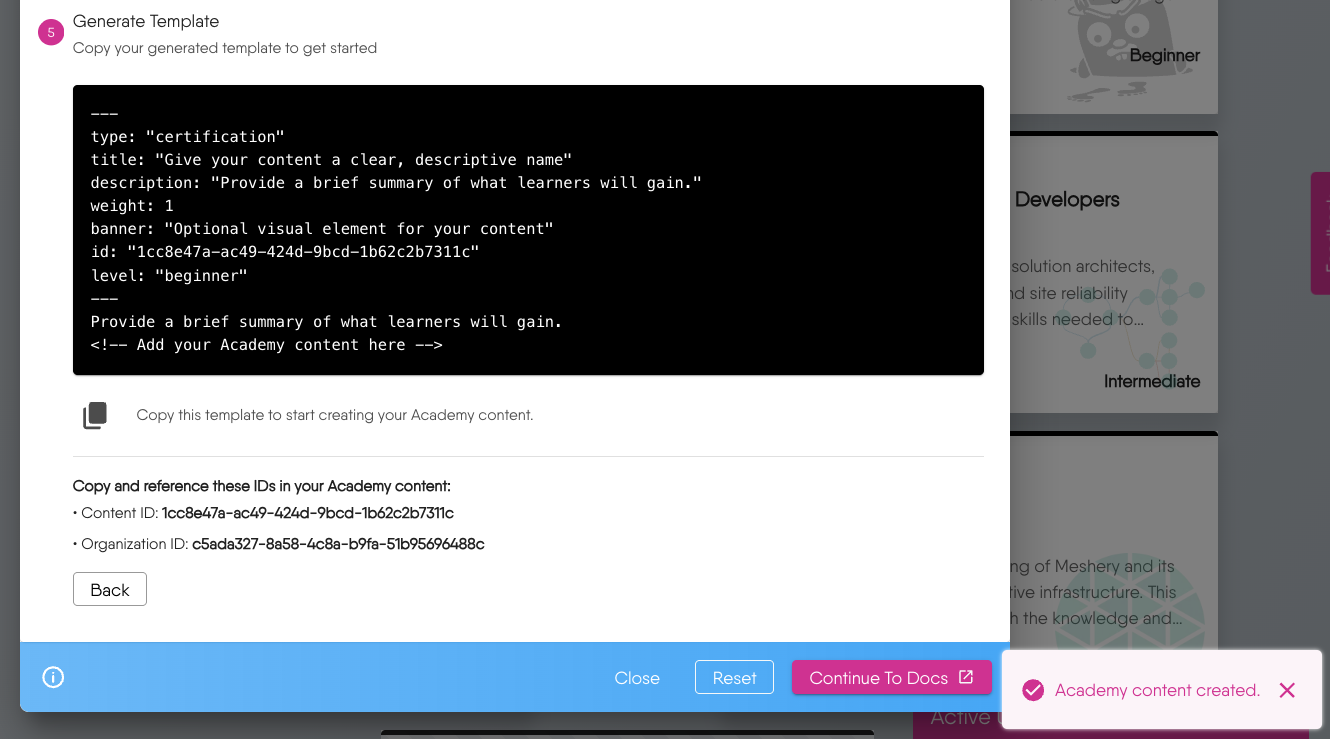 5
Generate Template
Copy your generated template to get started
---
type: "certification"
title: "Give your content a clear, descriptive name"
description: "Provide a brief summary of what learners will gain."
weight: 1
banner: "Optional visual element for your content"
id: "1cc8e47a-ac49-424d-9bcd-1b62c2b7311c"
level: "beginner"
---
Provide a brief summary of what learners will gain.
<!-- Add your Academy content here -->
Copy this template to start creating your Academy content.
Copy and reference these IDs in your Academy content:
• Content ID: 1cc8e47a-ac49-424d-9bcd-1b62c2b7311c
• Organization ID: c5ada327-8a58-4c8a-b9fa-51b95696488c
Back
Close
Reset
Continue To Docs
Beginner
Developers
solution architects,
nd site reliability
skills needed to...
Intermediate
ng of Meshery and its
tive infrastructure. This
h the knowledge and...
Academy content created.
Active